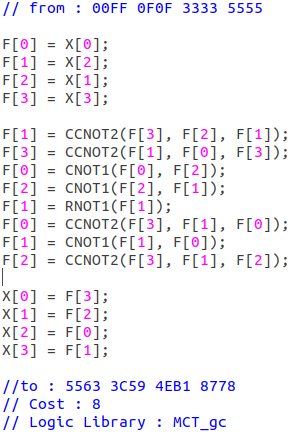 // from : 00FF 0F0F 3333 5555
F[0] = X[0];
F[1] = X[2];
F[2] = X[1];
F[3] = X[3];
F[1] = CCNOT2(F[3], F[2], F[1]);
F[3] = CCNOT2(F[1], F[0], F[3]);
F[0] = CNOT1(F[0], F[2]);
F[2] = CNOT1(F[2], F[1]);
F[1] = RNOT1(F[1]);
F[0] = CCNOT2(F[3], F[1], F[0]);
F[1] = CNOT1(F[1], F[0]);
F[2] = CCNOT2(F[3], F[1], F[2]);
X[0] = F[3];
X[1] = F[2];
X[2] = F[0];
X[3] = F[1];
//to : 5563 3C59 4EB1 8778
// Cost : 8
// Logic Library : MCT_gc